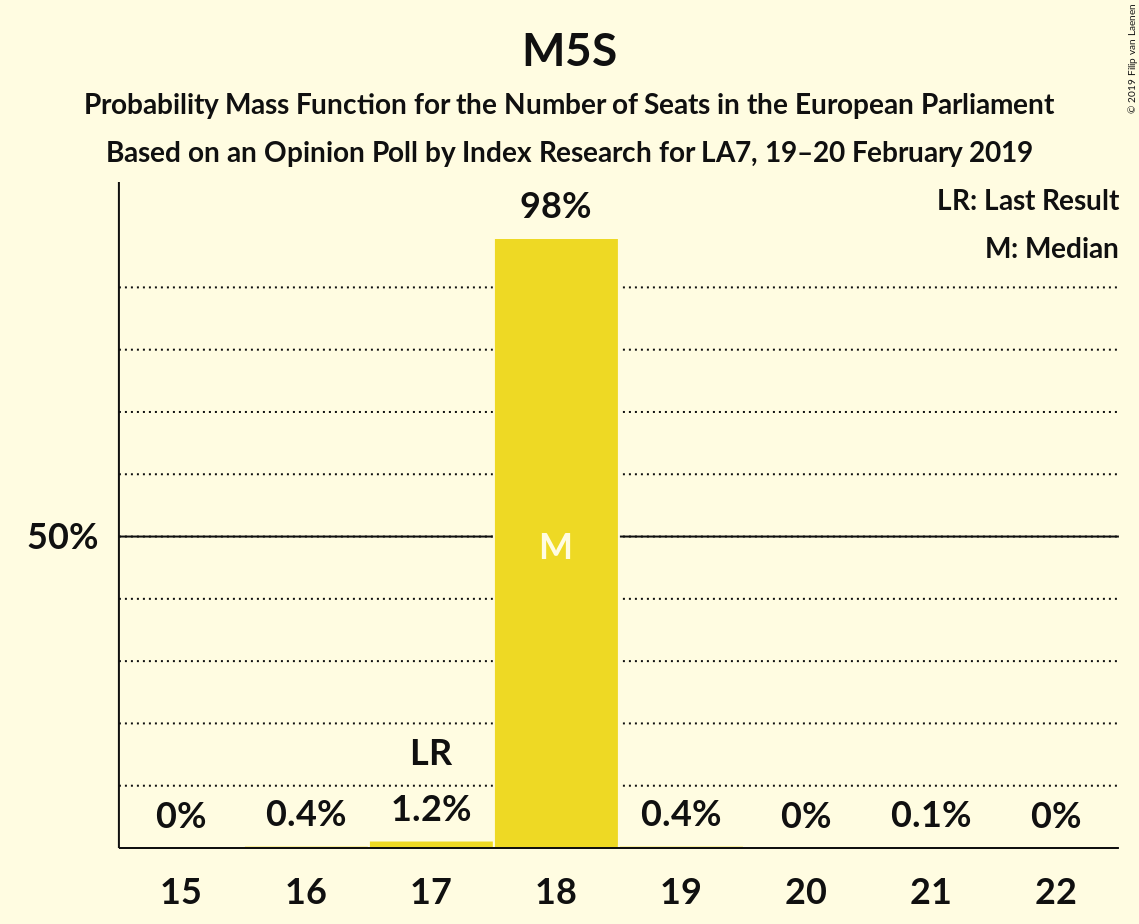 M5S
Probability Mass Function for the Number of Seats in the European Parliament
Based on an Opinion Poll by Index Research for LA7, 19–20 February 2019
© 2019 Filip van Laenen
LR: Last Result
M: Median
98%
50%
M
LR
0%
0.4%
1.2%
0.4%
0%
0.1%
0%
15
16
17
18
19
20
21
22